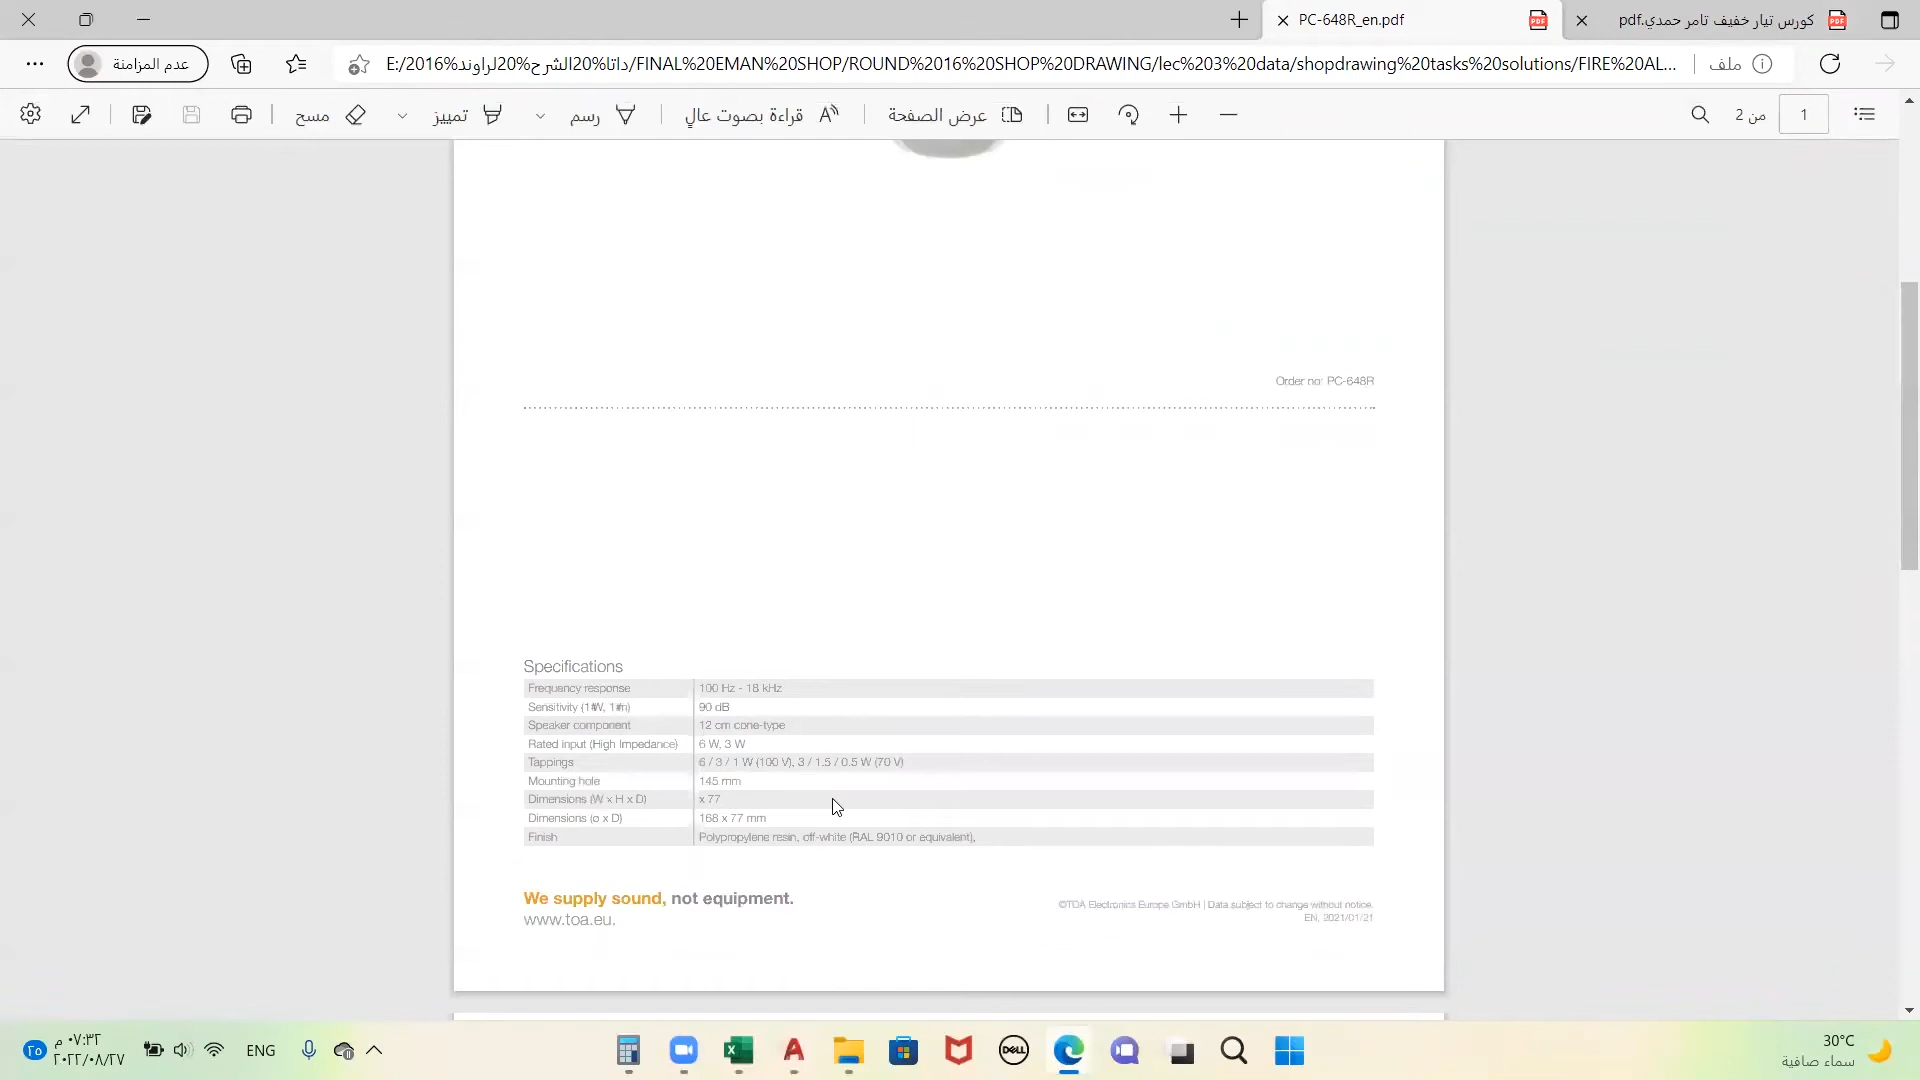 PC-648R_en.pdf
كورس تيار خفيف تامر حمدي.pdf
عدم المزامنة
E:/2016%20داتا%20الشرح%20لراوند/FINAL%20EMAN%20SHOP/ROUND%2016%20SHOP%20DRAWING/lec%203%20data/shopdrawing%20tasks%20solutions/FIRE%20AL...
ملف
مسح
تمييز
رسم
قراءة بصوت عالٍ
عرض الصفحة
من 2
1
Order no: PC-648R
Specifications
Frequency response 100 Hz - 18 kHz
Sensitivity (1 W, 1 m) 90 dB
Speaker component 12 cm cone-type
Rated input (High Impedance) 6 W, 3 W
Tappings 6 / 3 / 1 W (100 V), 3 / 1.5 / 0.5 W (70 V)
Mounting hole 145 mm
Dimensions (W x H x D) x 77
Dimensions (ø x D) 168 x 77 mm
Finish Polypropylene resin, off-white (RAL 9010 or equivalent),
We supply sound, not equipment.
www.toa.eu.
©TOA Electronics Europe GmbH | Data subject to change without notice.
EN, 2021/01/21
٢٥
٠٧:٣٢ م
٢٠٢٢/٠٨/٢٧
ENG
DELL
30°C
سماء صافية